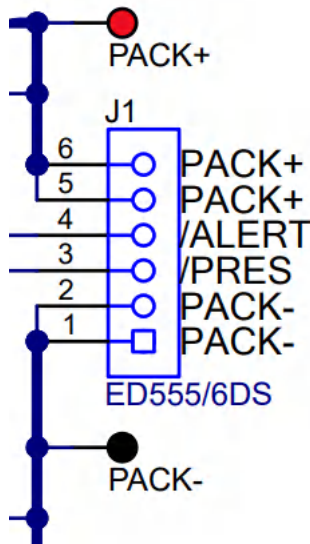 PACK+
J1
6 PACK+
5 PACK+
4 /ALERT
3 /PRES
2 PACK-
1 PACK-
ED555/6DS
PACK-